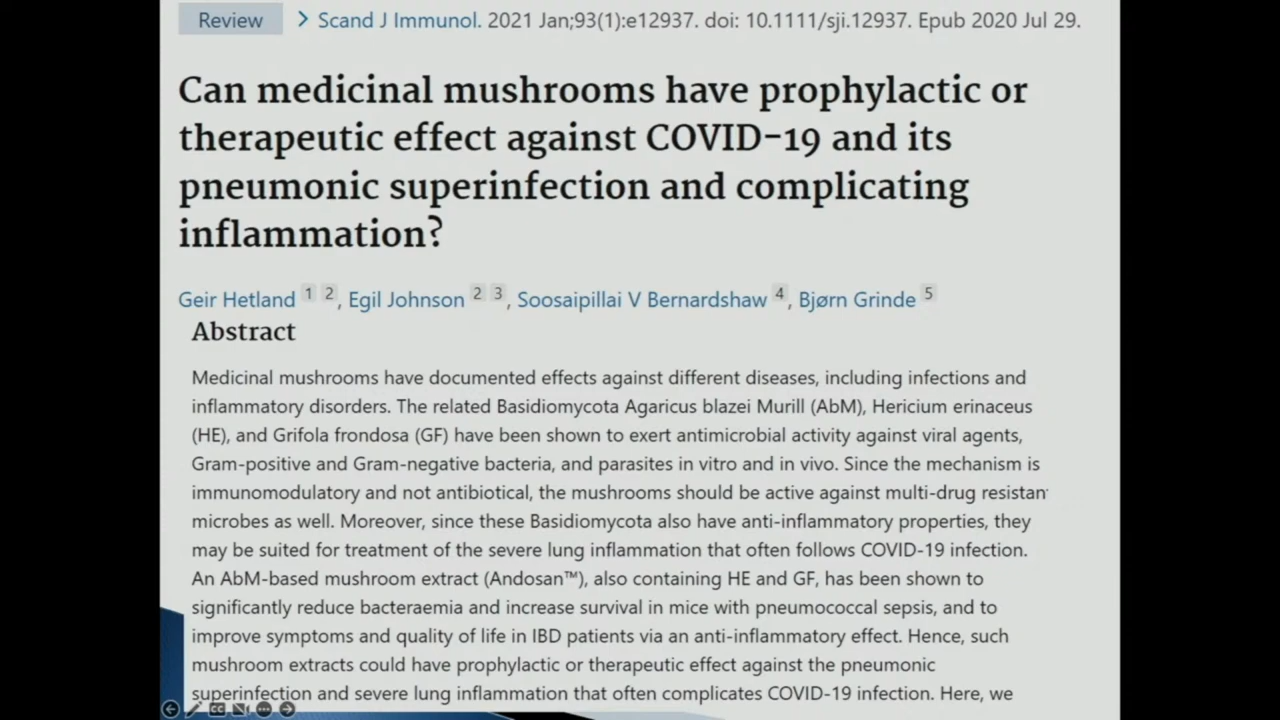 Review > Scand J Immunol. 2021 Jan;93(1):e12937. doi: 10.1111/sji.12937. Epub 2020 Jul 29.
Can medicinal mushrooms have prophylactic or
therapeutic effect against COVID-19 and its
pneumonic superinfection and complicating
inflammation?
Geir Hetland 1 2, Egil Johnson 2 3, Soosaipillai V Bernardshaw 4, Bjørn Grinde 5
Abstract
Medicinal mushrooms have documented effects against different diseases, including infections and
inflammatory disorders. The related Basidiomycota Agaricus blazei Murill (AbM), Hericium erinaceus
(HE), and Grifola frondosa (GF) have been shown to exert antimicrobial activity against viral agents,
Gram-positive and Gram-negative bacteria, and parasites in vitro and in vivo. Since the mechanism is
immunomodulatory and not antibiotical, the mushrooms should be active against multi-drug resistan
microbes as well. Moreover, since these Basidiomycota also have anti-inflammatory properties, they
may be suited for treatment of the severe lung inflammation that often follows COVID-19 infection.
An AbM-based mushroom extract (Andosan™), also containing HE and GF, has been shown to
significantly reduce bacteraemia and increase survival in mice with pneumococcal sepsis, and to
improve symptoms and quality of life in IBD patients via an anti-inflammatory effect. Hence, such
mushroom extracts could have prophylactic or therapeutic effect against the pneumonic
superinfection and severe lung inflammation that often complicates COVID-19 infection. Here, we
CC